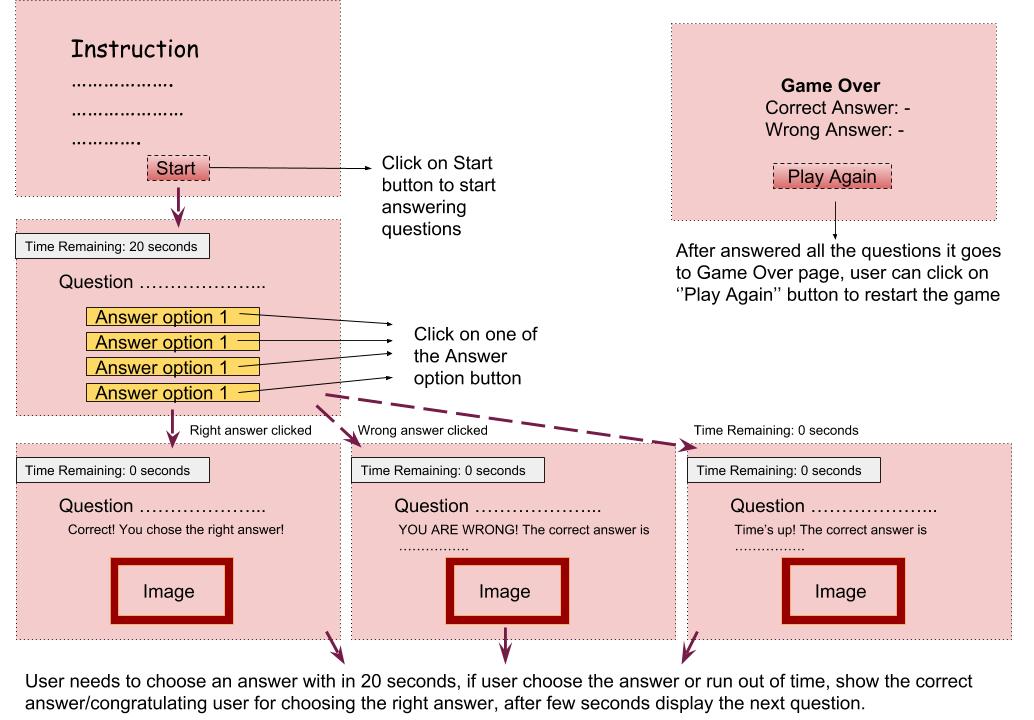 Instruction
……………….
…………………
………….
Start
Click on Start
button to start
answering
questions
Game Over
Correct Answer: -
Wrong Answer: -
Play Again
After answered all the questions it goes
to Game Over page, user can click on
‘’Play Again’’ button to restart the game
Time Remaining: 20 seconds
Question …………………...
Answer option 1
Answer option 1
Answer option 1
Answer option 1
Click on one of
the Answer
option button
Right answer clicked
Wrong answer clicked
Time Remaining: 0 seconds
Time Remaining: 0 seconds
Question …………………...
Correct! You chose the right answer!
Image
Time Remaining: 0 seconds
Question …………………...
YOU ARE WRONG! The correct answer is
…………….
Image
Time Remaining: 0 seconds
Question …………………...
Time’s up! The correct answer is
…………….
Image
User needs to choose an answer with in 20 seconds, if user choose the answer or run out of time, show the correct
answer/congratulating user for choosing the right answer, after few seconds display the next question.